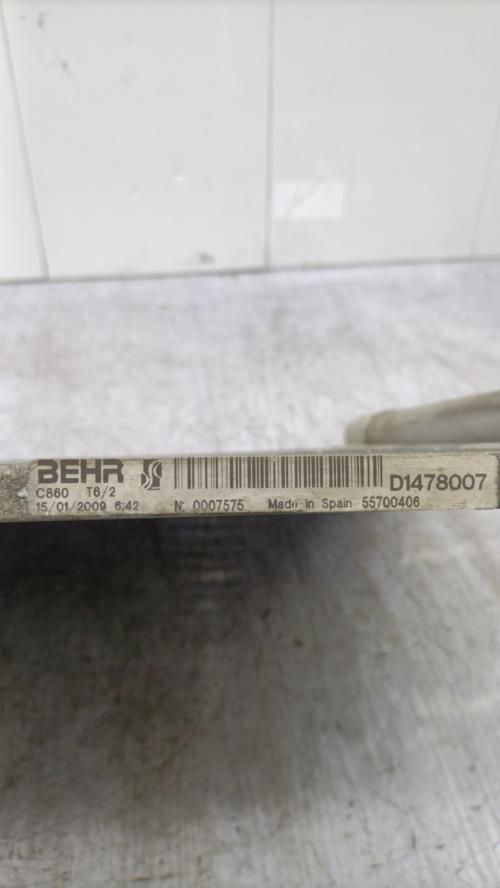 BEHR D1478007
C860 T6/2
15/01/2009 6:42 N: 0007575 Made in Spain 55700406